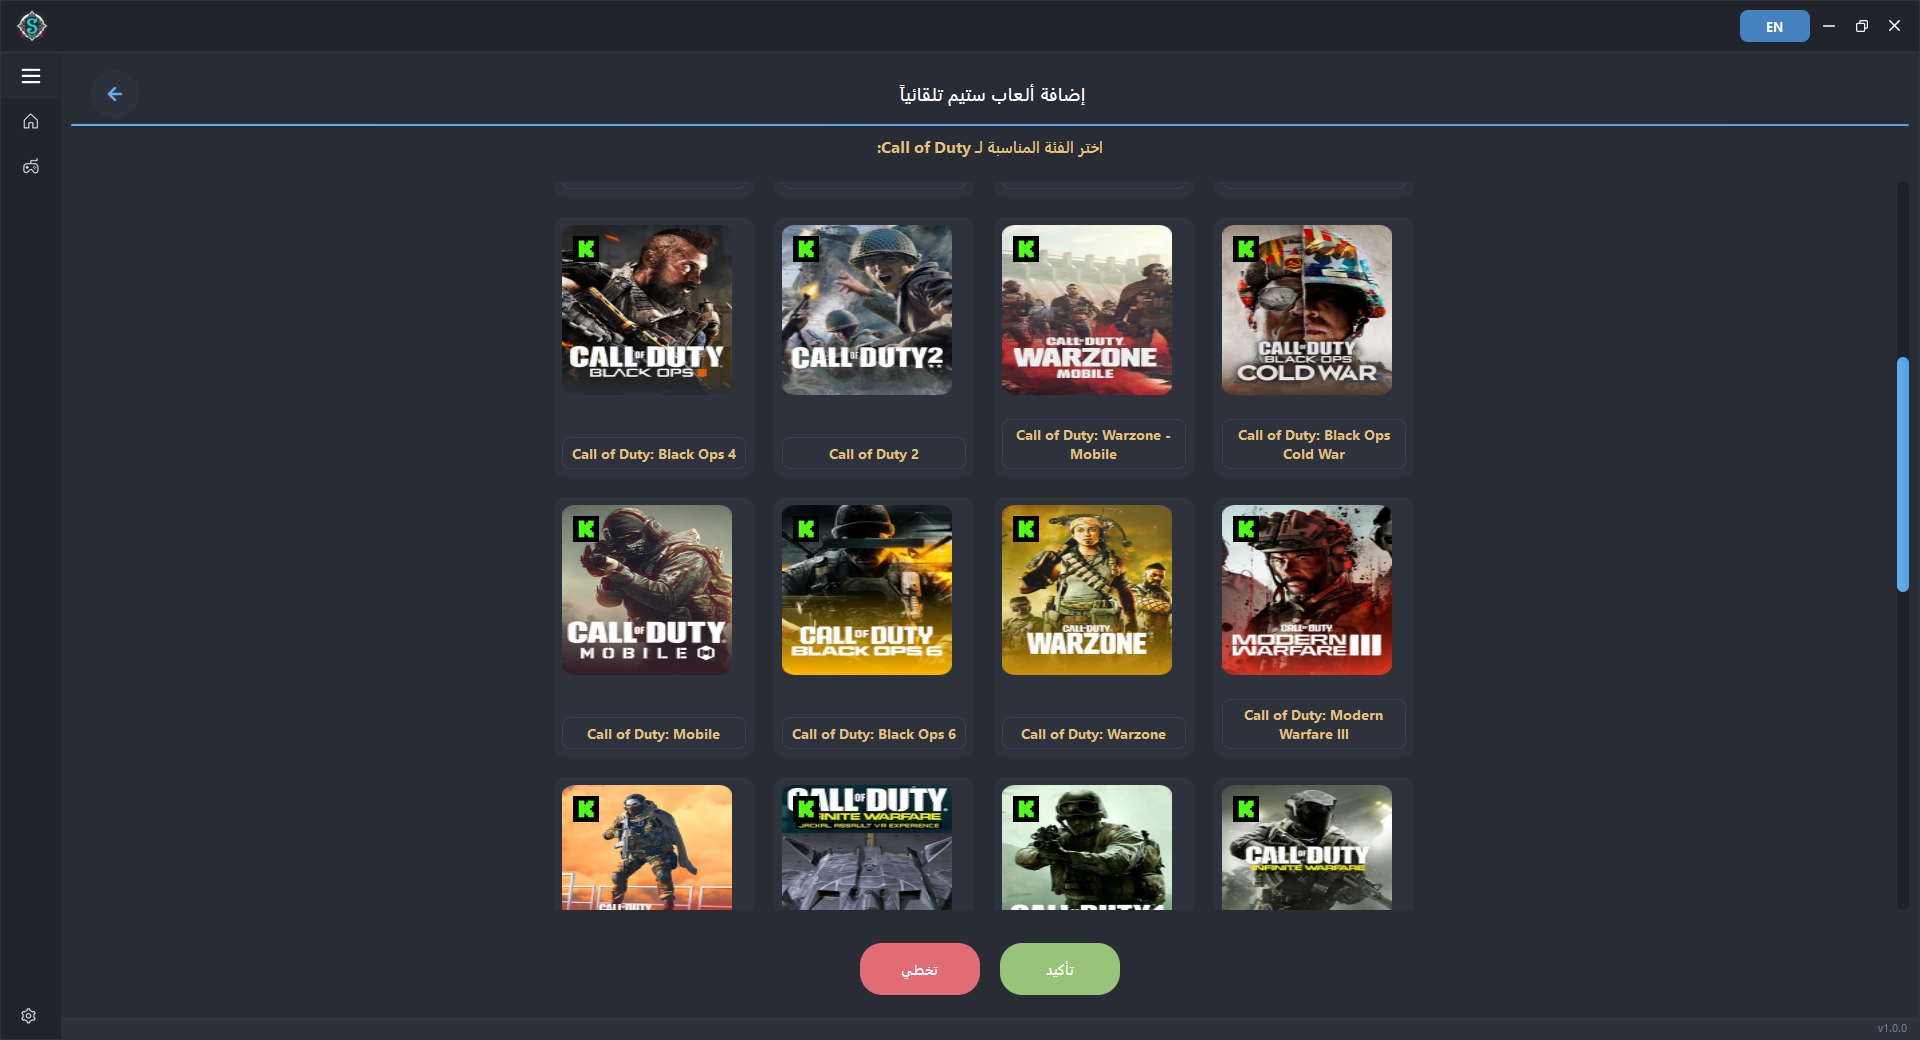 EN
إضافة ألعاب ستيم تلقائياً
اختر الفئة المناسبة لـ Call of Duty:
CALL OF DUTY
BLACK OPS
Call of Duty: Black Ops 4
CALL OF DUTY 2
Call of Duty 2
CALL OF DUTY
WARZONE
MOBILE
Call of Duty: Warzone -
Mobile
CALL OF DUTY
BLACK OPS
COLD WAR
Call of Duty: Black Ops
Cold War
CALL OF DUTY
MOBILE
Call of Duty: Mobile
CALL OF DUTY
BLACK OPS 6
Call of Duty: Black Ops 6
CALL OF DUTY
WARZONE
Call of Duty: Warzone
CALL OF DUTY
MODERN
WARFARE III
Call of Duty: Modern
Warfare III
CALL OF DUTY
CALL OF DUTY
INFINITE WARFARE
JACKAL ASSAULT VR EXPERIENCE
CALL OF DUTY 4
CALL OF DUTY
INFINITE WARFARE
تخطي
تأكيد
v1.0.0